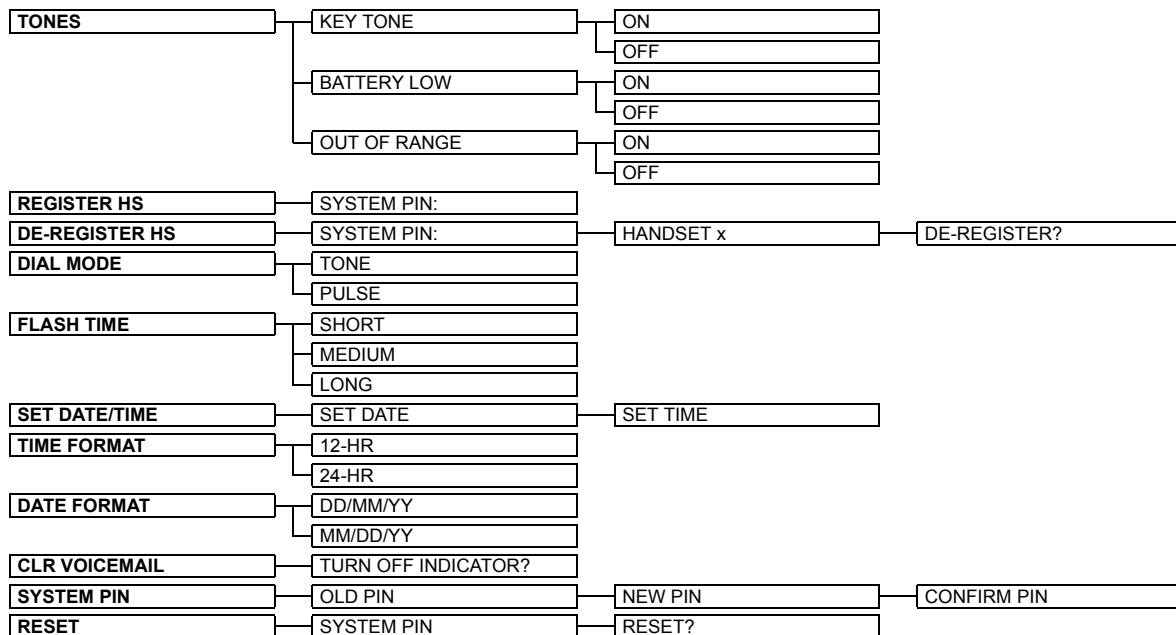 TONES KEY TONE ON
OFF
BATTERY LOW ON
OFF
OUT OF RANGE ON
OFF
REGISTER HS SYSTEM PIN:
DE-REGISTER HS SYSTEM PIN: HANDSET x DE-REGISTER?
DIAL MODE TONE
PULSE
FLASH TIME SHORT
MEDIUM
LONG
SET DATE/TIME SET DATE SET TIME
TIME FORMAT 12-HR
24-HR
DATE FORMAT DD/MM/YY
MM/DD/YY
CLR VOICEMAIL TURN OFF INDICATOR?
SYSTEM PIN OLD PIN NEW PIN CONFIRM PIN
RESET SYSTEM PIN RESET?